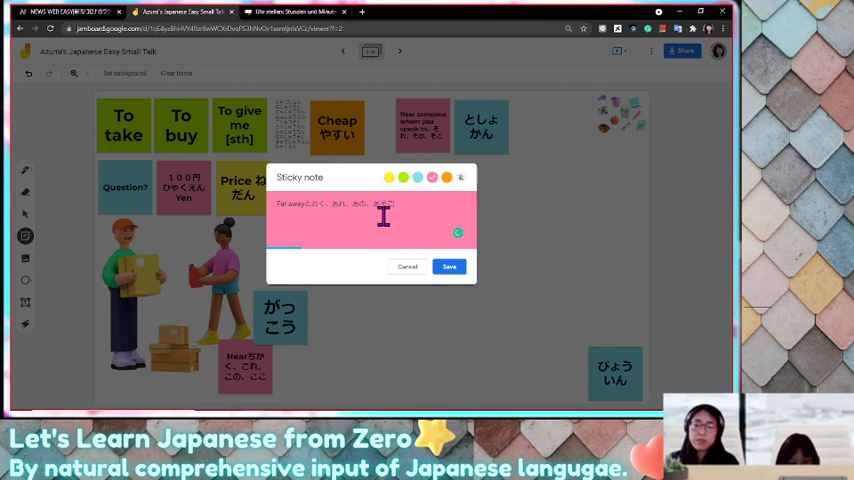 NEWS WEB EASY
Azumi's Japanese Easy Small Talk
Uhr stellen: Stunden und Minute
Azumi's Japanese Easy Small Talk
Share
Set background
Clear frame
To take
To buy
To give me [sth]
Cheap
やすい
Near someone whom you speak to、そ
れ、その、そこ
としょ
かん
Question?
100円
ひゃくえん
Yen
Price ね
だん
Sticky note
Far awayとおく、あれ、あの、あそこ
Cancel
Save
がっ
こう
Nearちか
く、これ、
この、ここ
びょう
いん
Let's Learn Japanese from Zero
By natural comprehensive input of Japanese langugae.